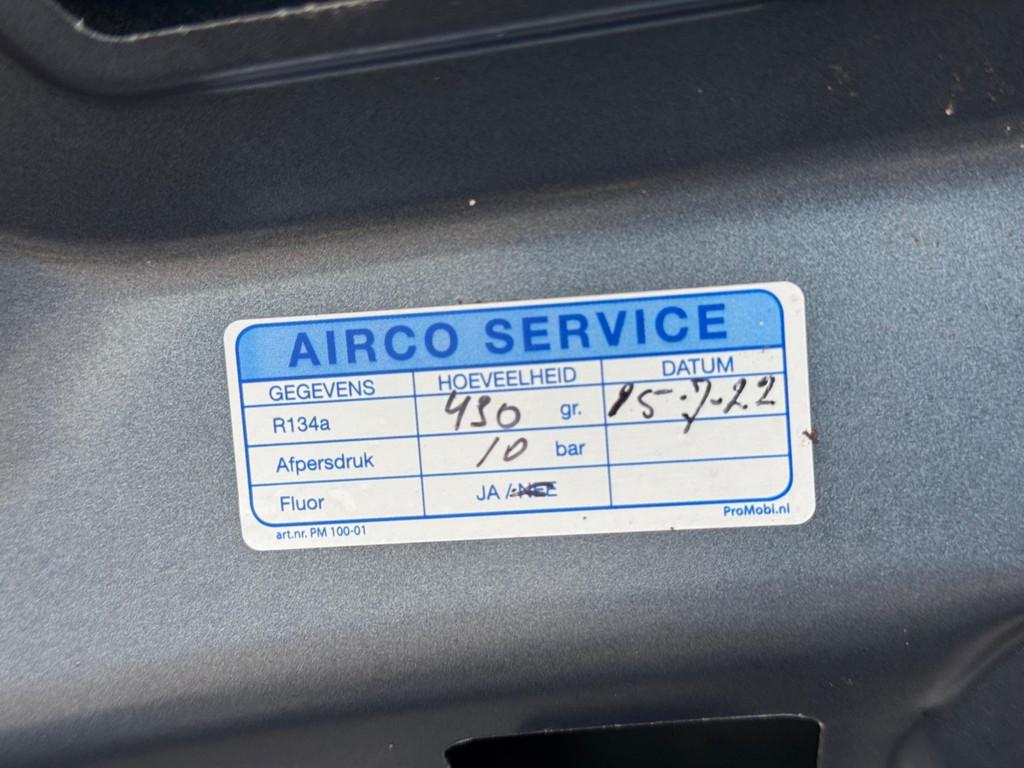 AIRCO SERVICE
GEGEVENS HOEVEELHEID DATUM
R134a 430 gr. 15-7-22
Afpersdruk 10 bar
Fluor JA / NEE
art.nr. PM 100-01 ProMobi.nl